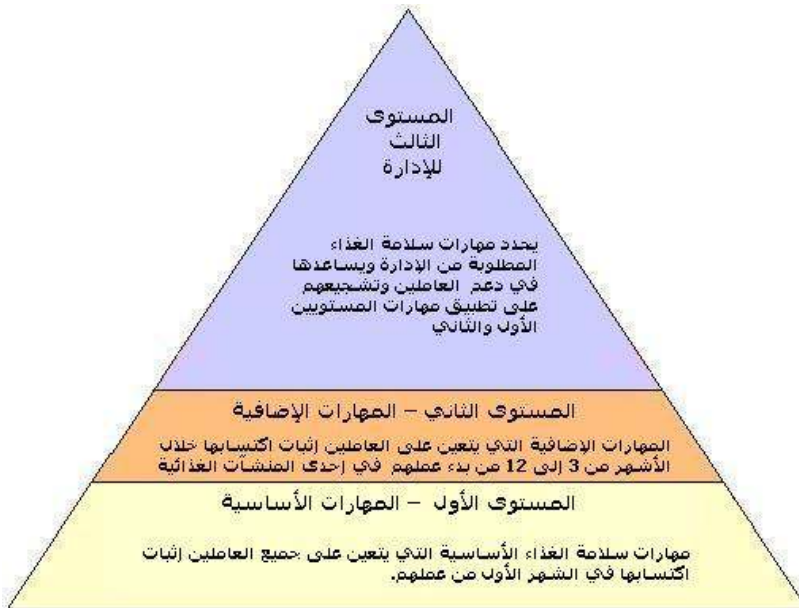 المستوى
الثالث
للإدارة
يحدد مهارات سلامة الغذاء
المطلوبة من الإدارة ويساعدها
في دعم العاملين وتشجيعهم
على تطبيق مهارات المستويين
الأول والثاني
المستوى الثاني – المهارات الإضافية
المهارات الإضافية التي يتعين على العاملين إثبات اكتسابها خلال
الأشهر من 3 إلى 12 من بدء عملهم في إحدى المنشآت الغذائية
المستوى الأول – المهارات الأساسية
مهارات سلامة الغذاء الأساسية التي يتعين على جميع العاملين إثبات
اكتسابها في الشهر الأول من عملهم.